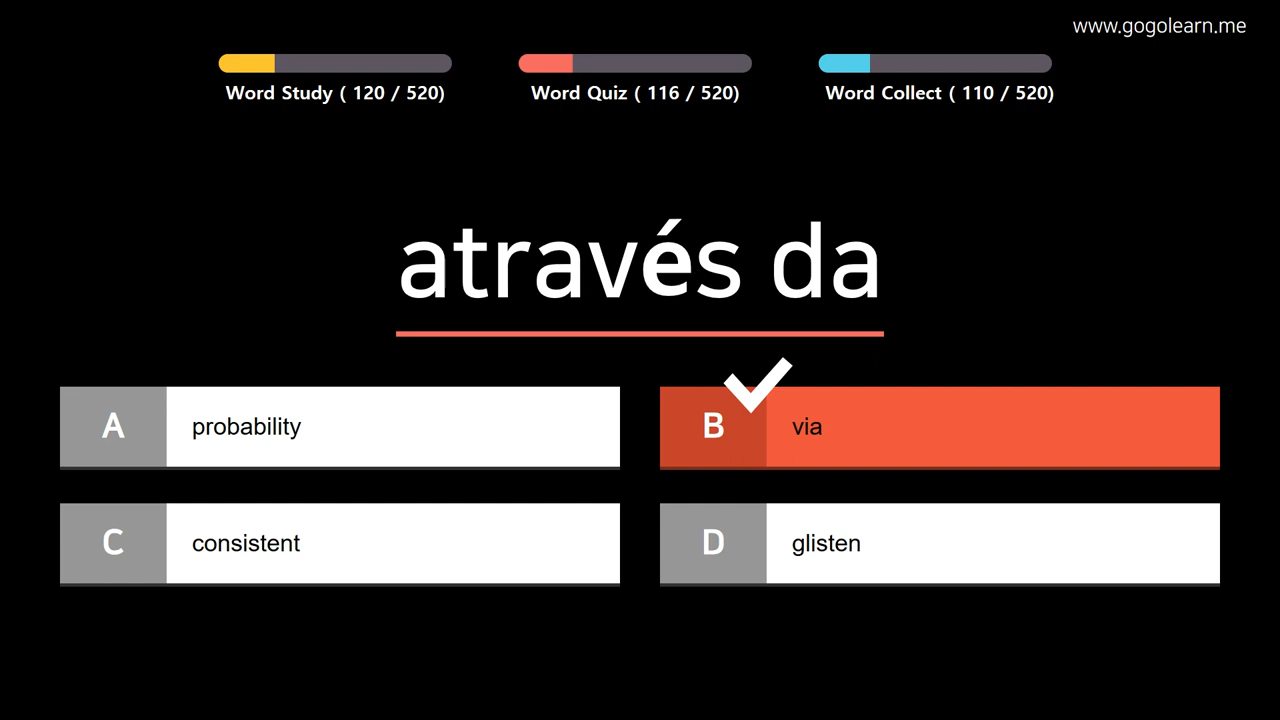 www.gogolearn.me
Word Study ( 120 / 520)
Word Quiz ( 116 / 520)
Word Collect ( 110 / 520)
através da
A probability
B via
C consistent
D glisten